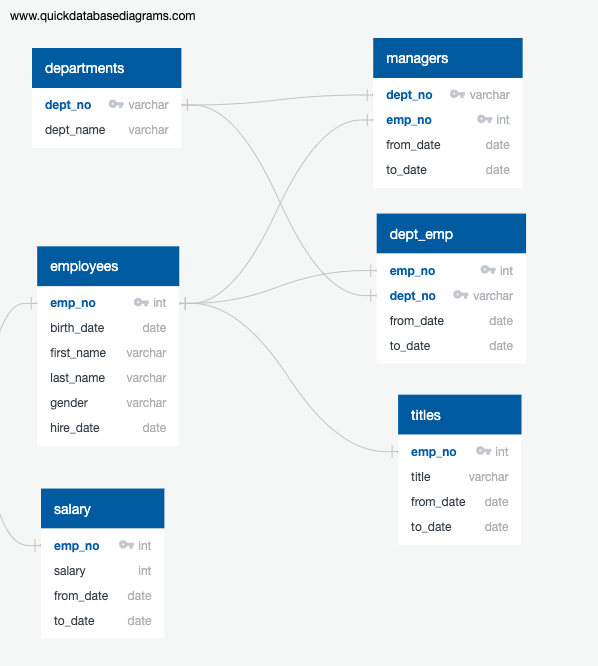 www.quickdatabasediagrams.com
departments
dept_no varchar
dept_name varchar
managers
dept_no varchar
emp_no int
from_date date
to_date date
dept_emp
emp_no int
dept_no varchar
from_date date
to_date date
employees
emp_no int
birth_date date
first_name varchar
last_name varchar
gender varchar
hire_date date
titles
emp_no int
title varchar
from_date date
to_date date
salary
emp_no int
salary int
from_date date
to_date date